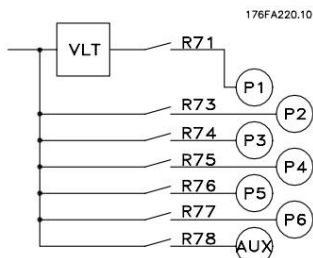 176FA220.10
VLT R71
P1
R73 P2
R74 P3
R75 P4
R76 P5
R77 P6
R78 AUX